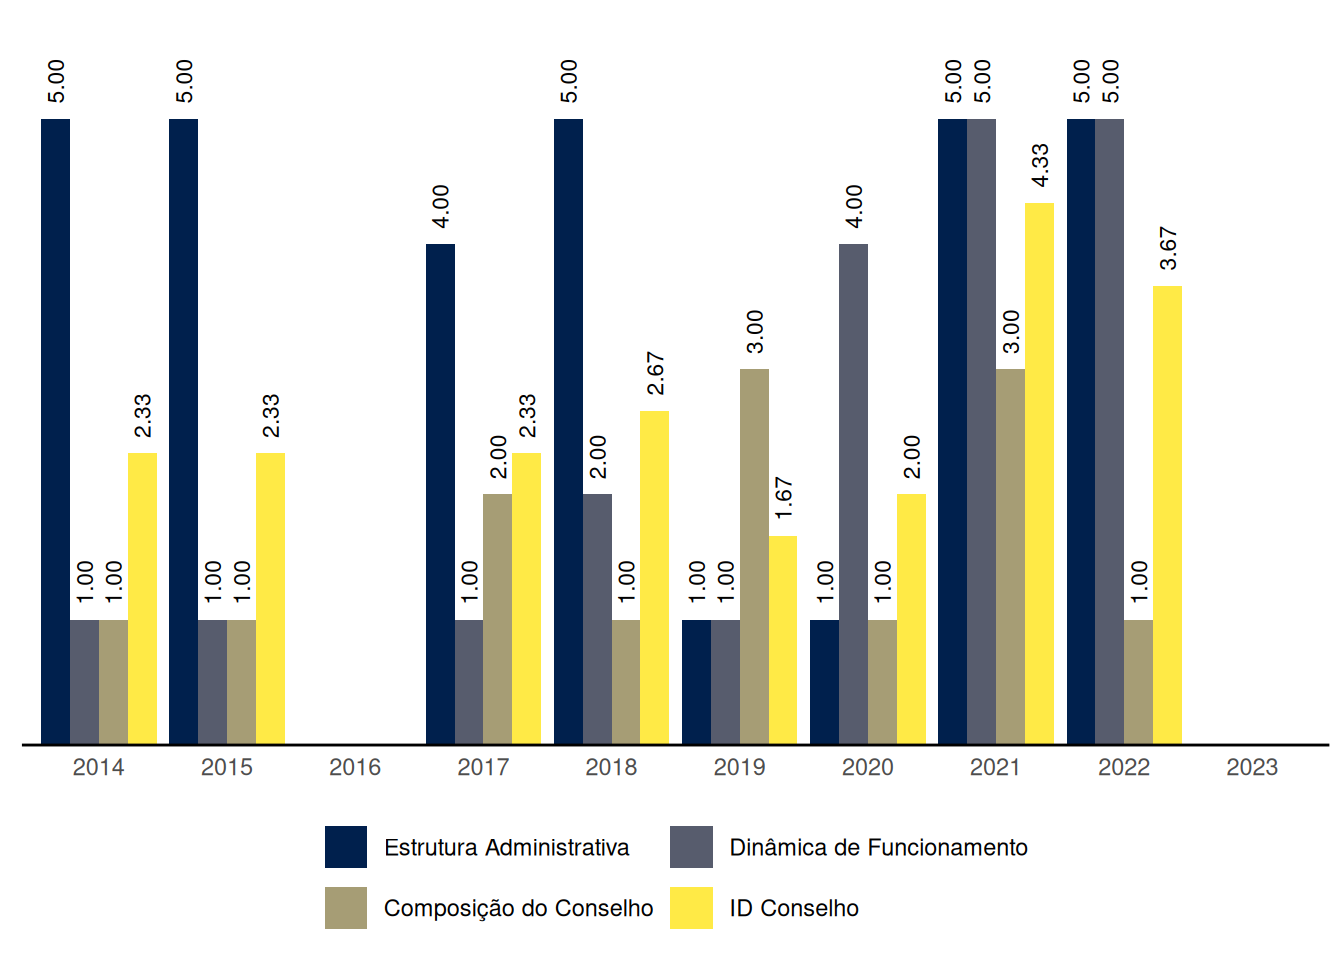 5.00 1.00 1.00 2.33
5.00 1.00 1.00 2.33
4.00 1.00 2.00 2.33
5.00 2.00 1.00 2.67
1.00 1.00 3.00 1.67
1.00 4.00 1.00 2.00
5.00 5.00 3.00 4.33
5.00 5.00 1.00 3.67
2014 2015 2016 2017 2018 2019 2020 2021 2022 2023
Estrutura Administrativa Dinâmica de Funcionamento
Composição do Conselho ID Conselho